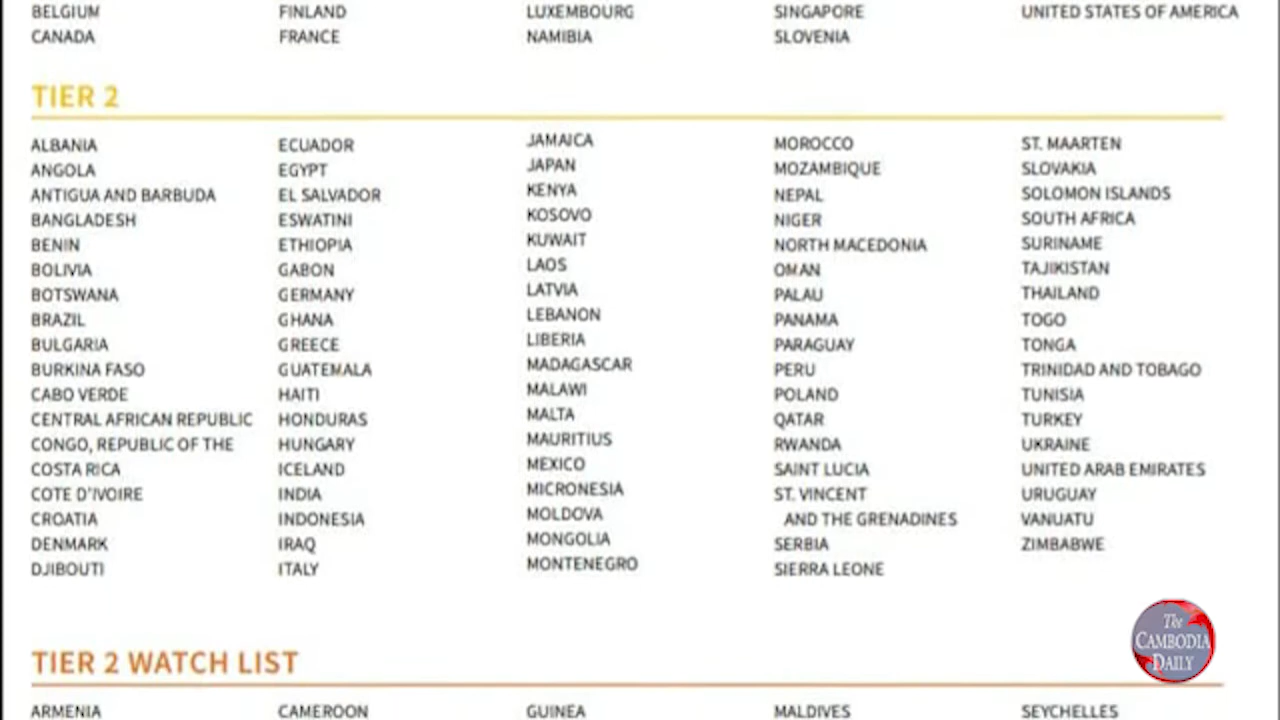 BELGIUM
CANADA
FINLAND
FRANCE
LUXEMBOURG
NAMIBIA
SINGAPORE
SLOVENIA
UNITED STATES OF AMERICA
TIER 2
ALBANIA
ANGOLA
ANTIGUA AND BARBUDA
BANGLADESH
BENIN
BOLIVIA
BOTSWANA
BRAZIL
BULGARIA
BURKINA FASO
CABO VERDE
CENTRAL AFRICAN REPUBLIC
CONGO, REPUBLIC OF THE
COSTA RICA
COTE D'IVOIRE
CROATIA
DENMARK
DJIBOUTI
ECUADOR
EGYPT
EL SALVADOR
ESWATINI
ETHIOPIA
GABON
GERMANY
GHANA
GREECE
GUATEMALA
HAITI
HONDURAS
HUNGARY
ICELAND
INDIA
INDONESIA
IRAQ
ITALY
JAMAICA
JAPAN
KENYA
KOSOVO
KUWAIT
LAOS
LATVIA
LEBANON
LIBERIA
MADAGASCAR
MALAWI
MALTA
MAURITIUS
MEXICO
MICRONESIA
MOLDOVA
MONGOLIA
MONTENEGRO
MOROCCO
MOZAMBIQUE
NEPAL
NIGER
NORTH MACEDONIA
OMAN
PALAU
PANAMA
PARAGUAY
PERU
POLAND
QATAR
RWANDA
SAINT LUCIA
ST. VINCENT
AND THE GRENADINES
SERBIA
SIERRA LEONE
ST. MAARTEN
SLOVAKIA
SOLOMON ISLANDS
SOUTH AFRICA
SURINAME
TAJIKISTAN
THAILAND
TOGO
TONGA
TRINIDAD AND TOBAGO
TUNISIA
TURKEY
UKRAINE
UNITED ARAB EMIRATES
URUGUAY
VANUATU
ZIMBABWE
The
CAMBODIA
DAILY
TIER 2 WATCH LIST
ARMENIA
CAMEROON
GUINEA
MALDIVES
SEYCHELLES